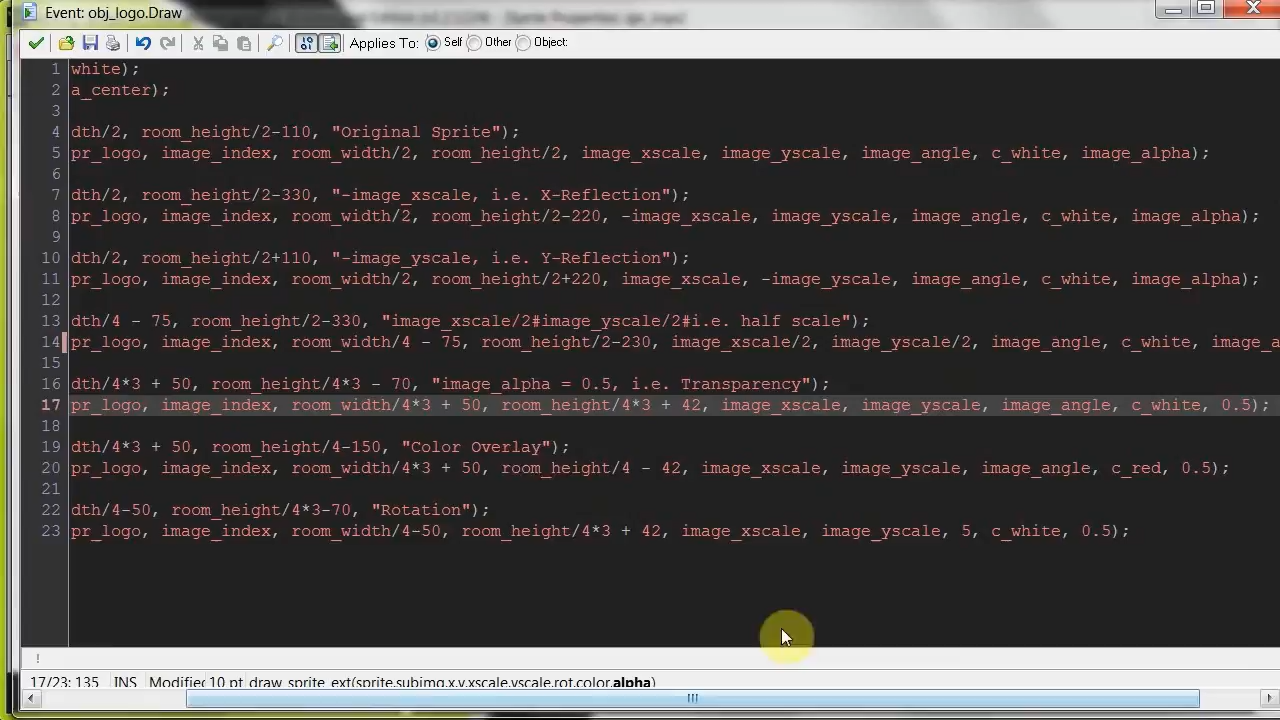 Event: obj_logo.Draw
Applies To: Self Other Object:
1 white);
2 a_center);
3
4 dth/2, room_height/2-110, "Original Sprite");
5 pr_logo, image_index, room_width/2, room_height/2, image_xscale, image_yscale, image_angle, c_white, image_alpha);
6
7 dth/2, room_height/2-330, "-image_xscale, i.e. X-Reflection");
8 pr_logo, image_index, room_width/2, room_height/2-220, -image_xscale, image_yscale, image_angle, c_white, image_alpha);
9
10 dth/2, room_height/2+110, "-image_yscale, i.e. Y-Reflection");
11 pr_logo, image_index, room_width/2, room_height/2+220, image_xscale, -image_yscale, image_angle, c_white, image_alpha);
12
13 dth/4 - 75, room_height/2-330, "image_xscale/2#image_yscale/2#i.e. half scale");
14 pr_logo, image_index, room_width/4 - 75, room_height/2-230, image_xscale/2, image_yscale/2, image_angle, c_white, image_a
15
16 dth/4*3 + 50, room_height/4*3 - 70, "image_alpha = 0.5, i.e. Transparency");
17 pr_logo, image_index, room_width/4*3 + 50, room_height/4*3 + 42, image_xscale, image_yscale, image_angle, c_white, 0.5);
18
19 dth/4*3 + 50, room_height/4-150, "Color Overlay");
20 pr_logo, image_index, room_width/4*3 + 50, room_height/4 - 42, image_xscale, image_yscale, image_angle, c_red, 0.5);
21
22 dth/4-50, room_height/4*3-70, "Rotation");
23 pr_logo, image_index, room_width/4-50, room_height/4*3 + 42, image_xscale, image_yscale, 5, c_white, 0.5);
!
17/23: 135 INS Modified 10 pt draw_sprite_ext(sprite,subimg,x,y,xscale,yscale,rot,color,alpha)